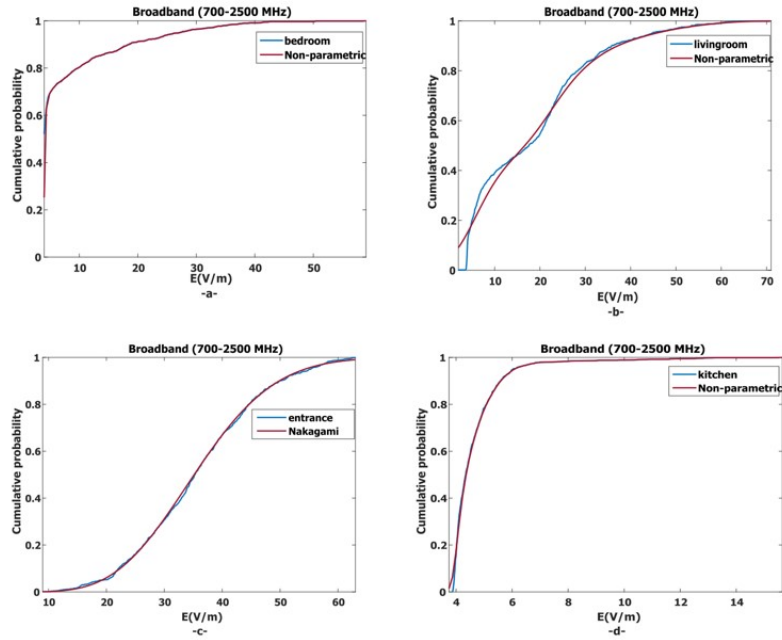 Broadband (700-2500 MHz)
1
0.8
0.6
0.4
0.2
0
Cumulative probability
bedroom
Non-parametric
10 20 30 40 50
E(V/m)
-a-
Broadband (700-2500 MHz)
1
0.8
0.6
0.4
0.2
0
Cumulative probability
livingroom
Non-parametric
10 20 30 40 50 60 70
E(V/m)
-b-
Broadband (700-2500 MHz)
1
0.8
0.6
0.4
0.2
0
Cumulative probability
entrance
Nakagami
10 20 30 40 50 60
E(V/m)
-c-
Broadband (700-2500 MHz)
1
0.8
0.6
0.4
0.2
0
Cumulative probability
kitchen
Non-parametric
4 6 8 10 12 14
E(V/m)
-d-